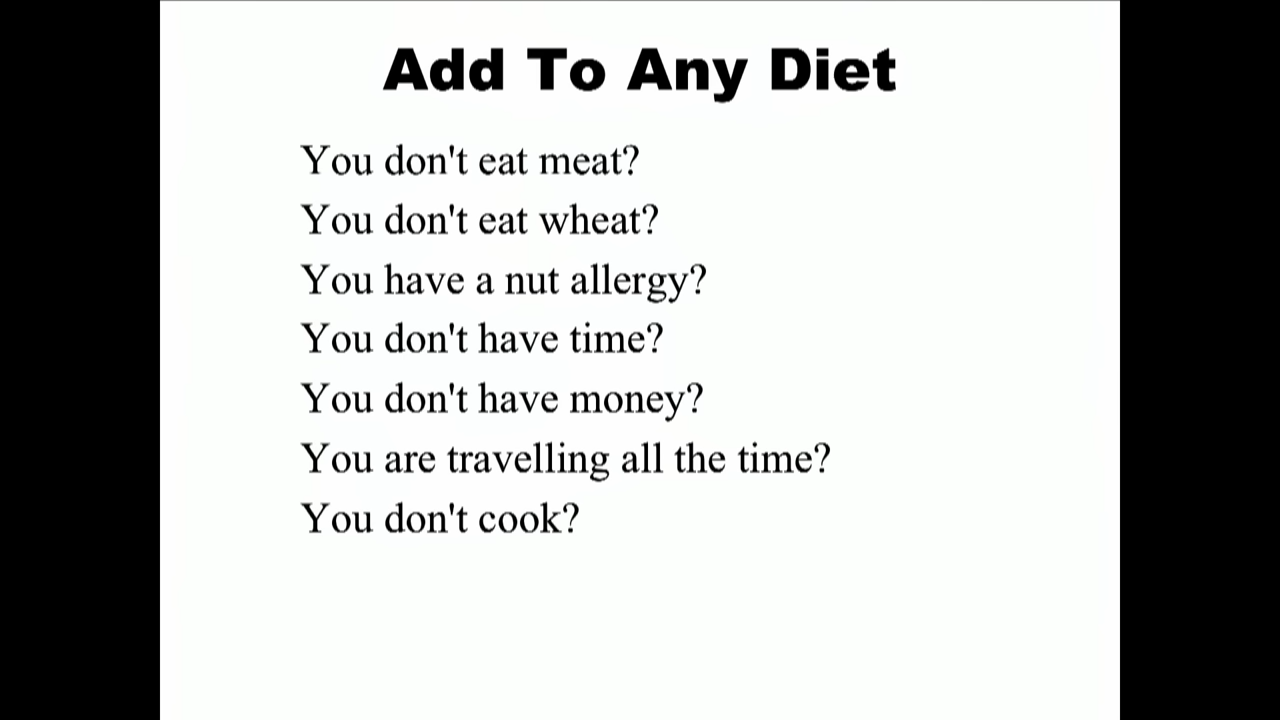 Add To Any Diet
You don't eat meat?
You don't eat wheat?
You have a nut allergy?
You don't have time?
You don't have money?
You are travelling all the time?
You don't cook?